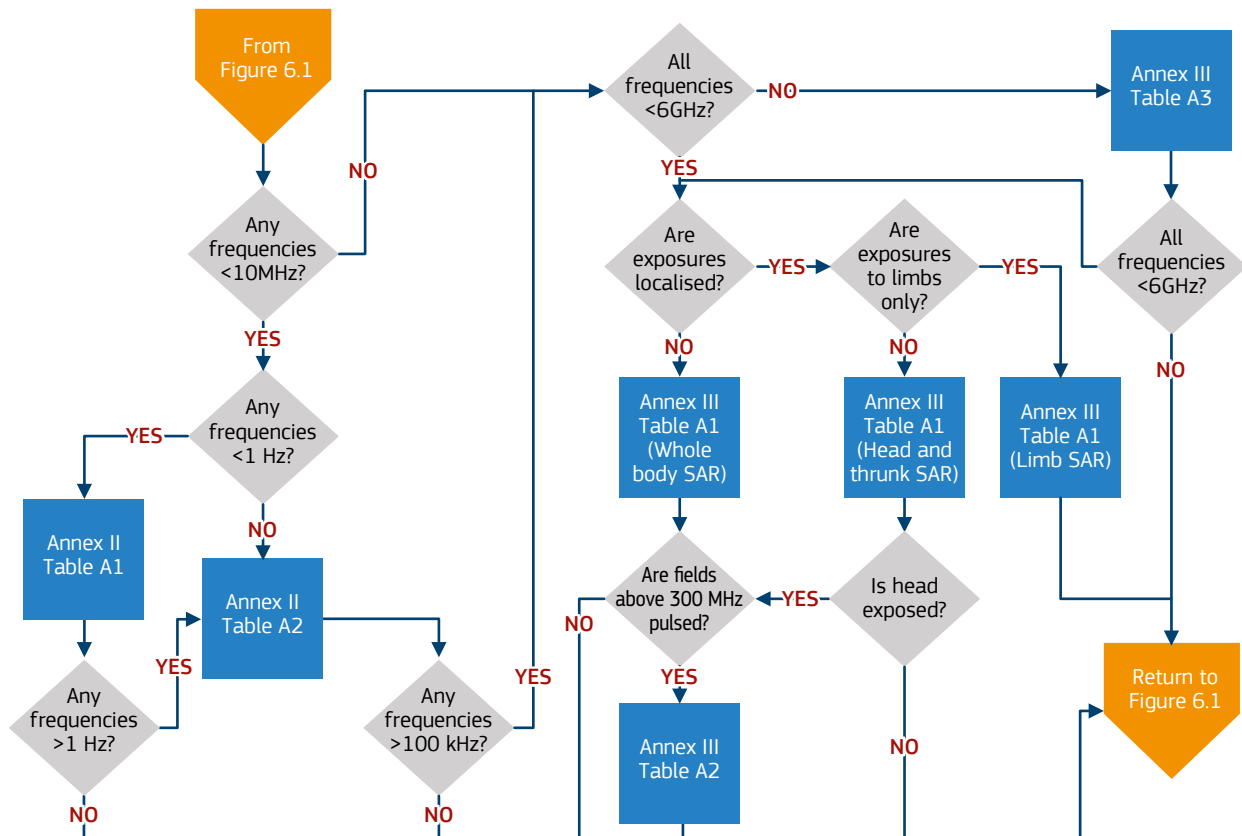 From
Figure 6.1
Any
frequencies
<10MHz?
NO
YES
Any
frequencies
<1 Hz?
YES
NO
Annex II
Table A1
Any
frequencies
>1 Hz?
YES
NO
Annex II
Table A2
Any
frequencies
>100 kHz?
YES
NO
All
frequencies
<6GHz?
NO
YES
Annex III
Table A3
All
frequencies
<6GHz?
NO
Are
exposures
localised?
YES
NO
Are
exposures
to limbs
only?
YES
NO
Annex III
Table A1
(Whole
body SAR)
Annex III
Table A1
(Head and
thrunk SAR)
Annex III
Table A1
(Limb SAR)
Are fields
above 300 MHz
pulsed?
NO
YES
Is head
exposed?
YES
NO
Annex III
Table A2
Return to
Figure 6.1